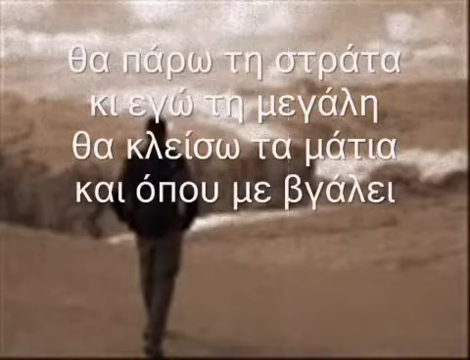 θα πάρω τη στράτα
κι εγώ τη μεγάλη
θα κλείσω τα μάτια
και όπου με βγάλει